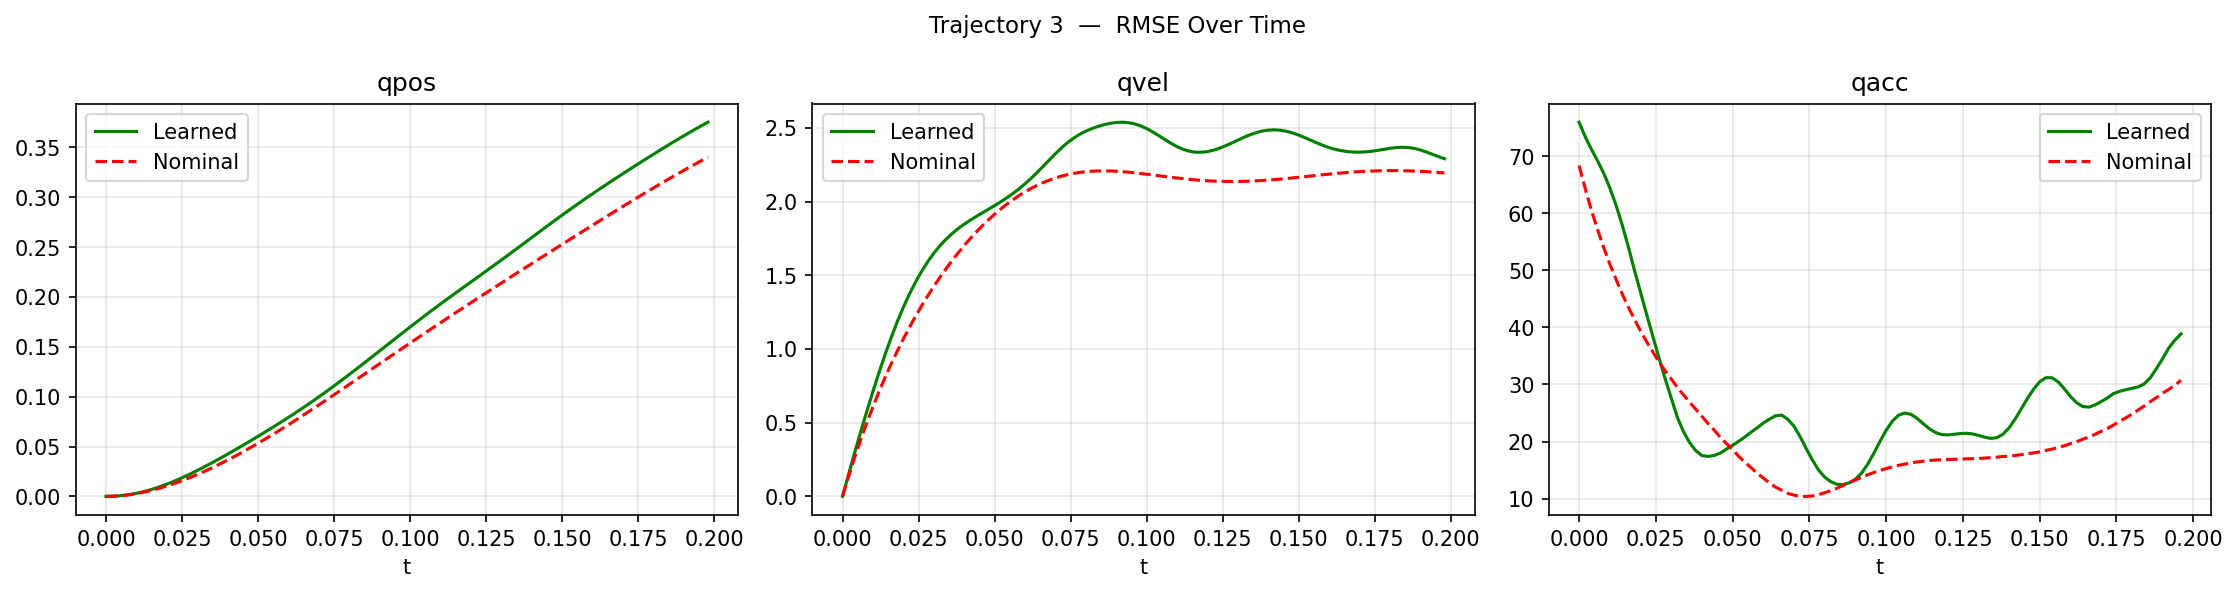 Trajectory 3 — RMSE Over Time
qpos
Learned
Nominal
0.35
0.30
0.25
0.20
0.15
0.10
0.05
0.00
0.000 0.025 0.050 0.075 0.100 0.125 0.150 0.175 0.200
t
qvel
Learned
Nominal
2.5
2.0
1.5
1.0
0.5
0.0
0.000 0.025 0.050 0.075 0.100 0.125 0.150 0.175 0.200
t
qacc
Learned
Nominal
70
60
50
40
30
20
10
0.000 0.025 0.050 0.075 0.100 0.125 0.150 0.175 0.200
t